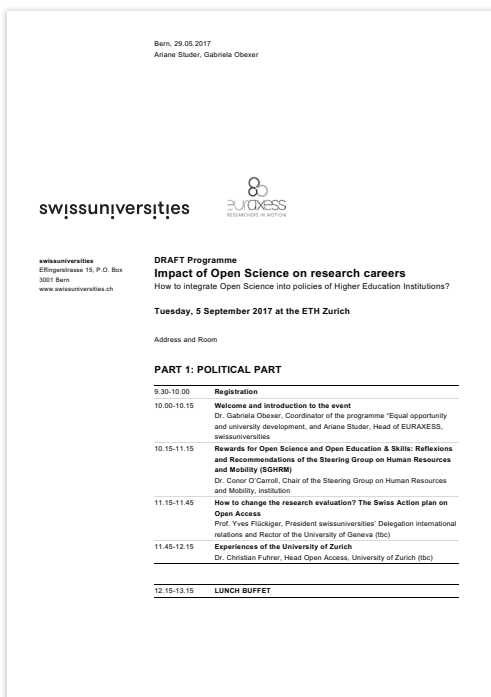 Bern, 29.05.2017
Ariane Studer, Gabriela Obexer
swissuniversities
euraxess
RESEARCHERS IN MOTION
swissuniversities
Effingerstrasse 15, P.O. Box
3001 Bern
www.swissuniversities.ch
DRAFT Programme
Impact of Open Science on research careers
How to integrate Open Science into policies of Higher Education Institutions?
Tuesday, 5 September 2017 at the ETH Zurich
Address and Room
PART 1: POLITICAL PART
9.30-10.00 Registration
10.00-10.15 Welcome and introduction to the event
Dr. Gabriela Obexer, Coordinator of the programme "Equal opportunity
and university development, and Ariane Studer, Head of EURAXESS,
swissuniversities
10.15-11.15 Rewards for Open Science and Open Education & Skills: Reflexions
and Recommendations of the Steering Group on Human Resources
and Mobility (SGHRM)
Dr. Conor O'Carroll, Chair of the Steering Group on Human Resources
and Mobility, institution
11.15-11.45 How to change the research evaluation? The Swiss Action plan on
Open Access
Prof. Yves Flückiger, President swissuniversities' Delegation international
relations and Rector of the University of Geneva (tbc)
11.45-12.15 Experiences of the University of Zurich
Dr. Christian Fuhrer, Head Open Access, University of Zurich (tbc)
12.15-13.15 LUNCH BUFFET